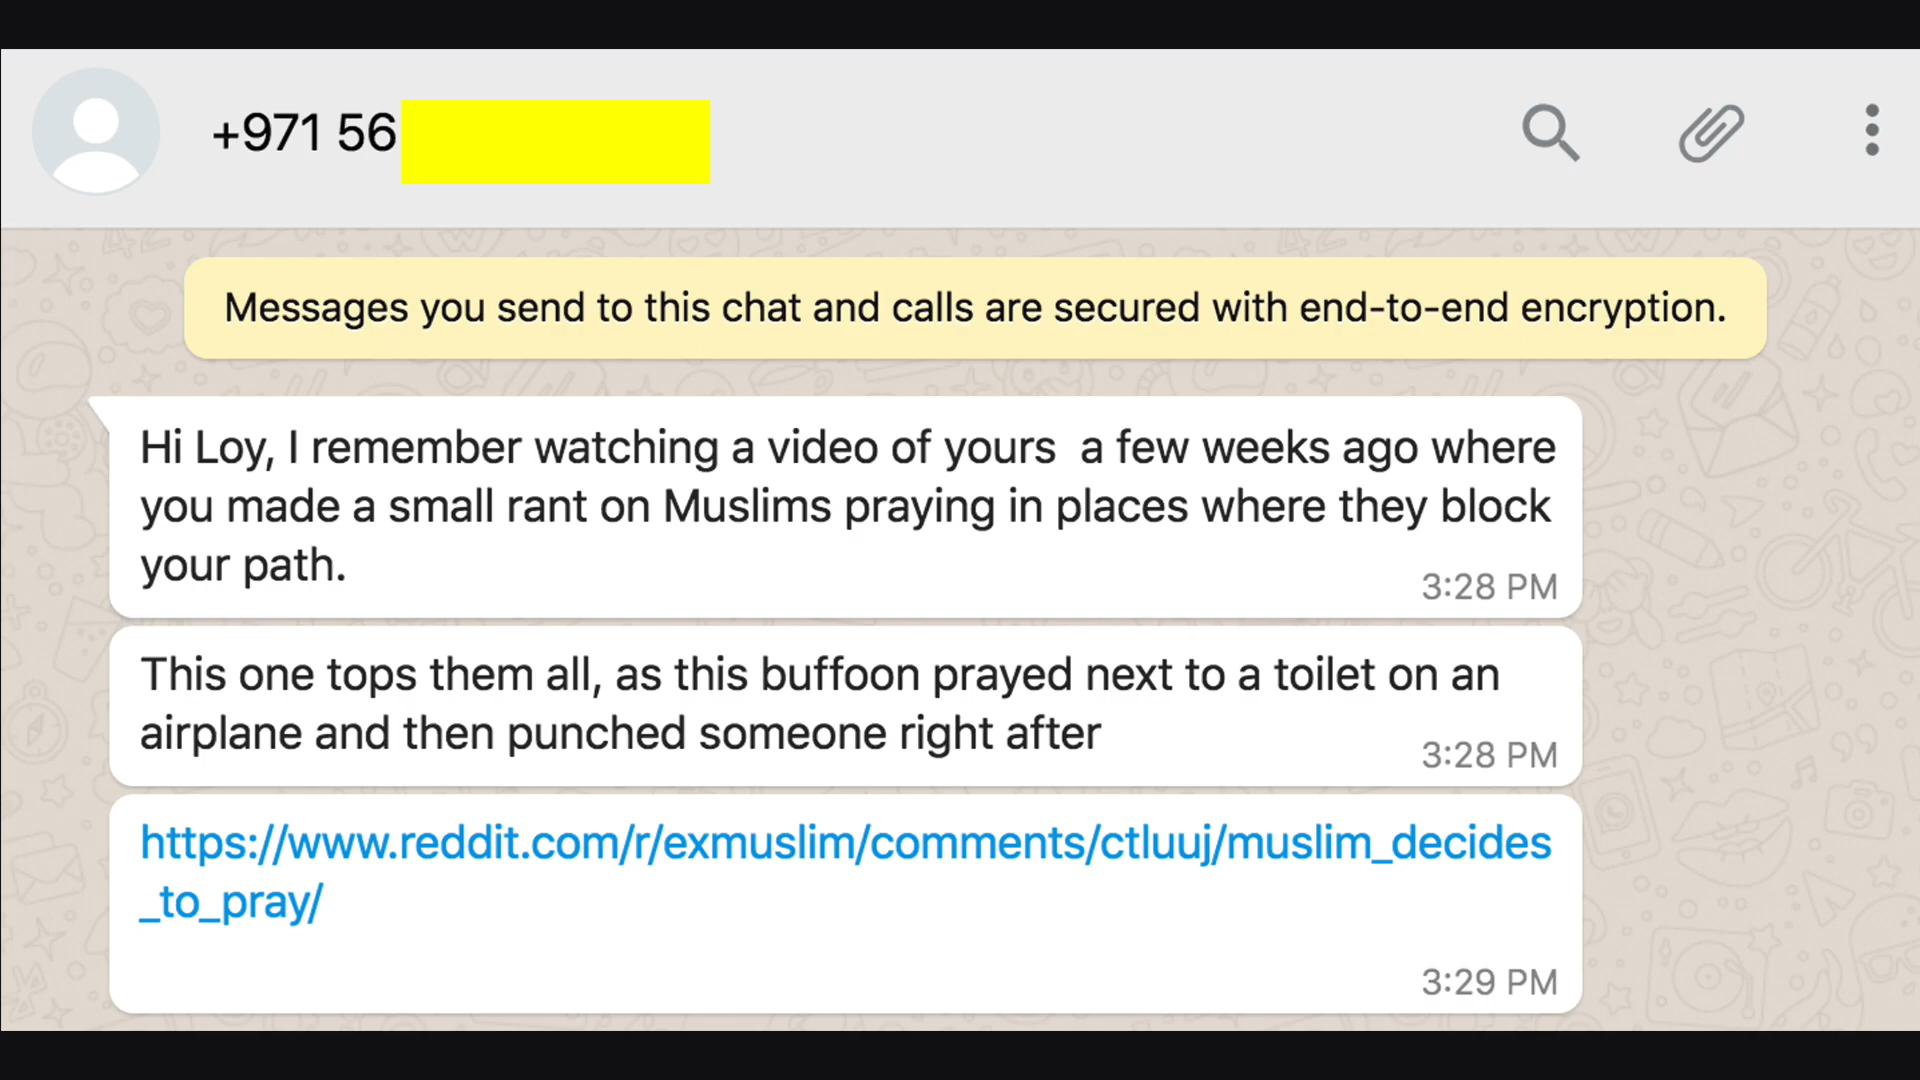 +971 56
Messages you send to this chat and calls are secured with end-to-end encryption.
Hi Loy, I remember watching a video of yours  a few weeks ago where
you made a small rant on Muslims praying in places where they block
your path.
3:28 PM
This one tops them all, as this buffoon prayed next to a toilet on an
airplane and then punched someone right after
3:28 PM
https://www.reddit.com/r/exmuslim/comments/ctluuj/muslim_decides
_to_pray/
3:29 PM